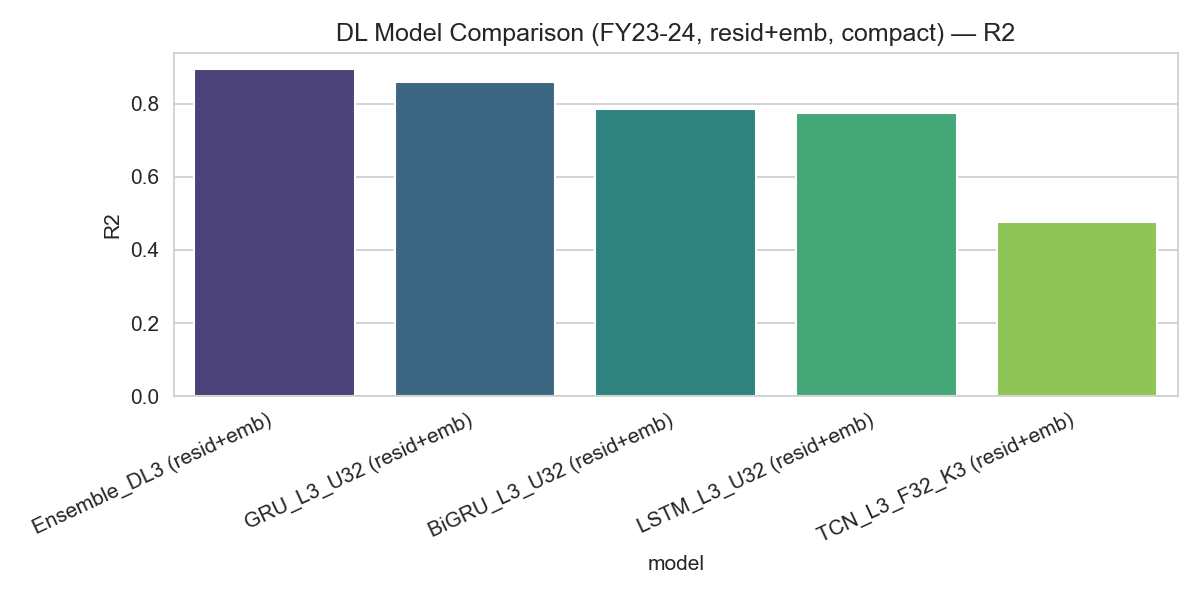 DL Model Comparison (FY23-24, resid+emb, compact) — R2
R2
0.8
0.6
0.4
0.2
0.0
Ensemble_DL3 (resid+emb)
GRU_L3_U32 (resid+emb)
BiGRU_L3_U32 (resid+emb)
LSTM_L3_U32 (resid+emb)
TCN_L3_F32_K3 (resid+emb)
model